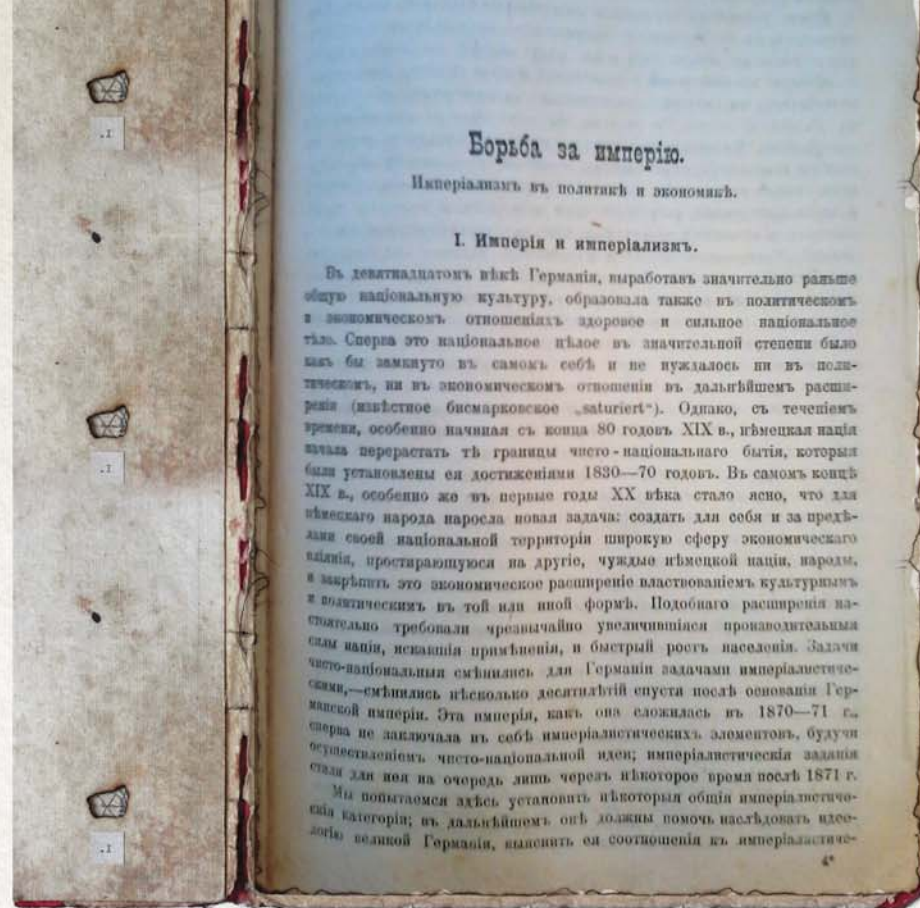 Борьба за имперію.
Имперіализмъ въ политикѣ и экономикѣ.
I. Имперія и имперіализмъ.
Въ девятнадцатомъ вѣкѣ Германія, выработавъ значительно раньше
общую національную культуру, образовала также въ политическомъ
и экономическомъ отношеніяхъ здоровое и сильное національное
тѣло. Сперва это національное цѣлое въ значительной степени было
какъ бы замкнуто въ самомъ себѣ и не нуждалось ни въ поли-
тическомъ, ни въ экономическомъ отношеніи въ дальнѣйшемъ расши-
реніи (извѣстное бисмарковское „saturiert“). Однако, съ теченіемъ
времени, особенно начиная съ конца 80 годовъ XIX в., нѣмецкая нація
начала перерастать тѣ границы чисто-національнаго бытія, которыя
были установлены ея достиженіями 1830—70 годовъ. Въ самомъ концѣ
XIX в., особенно же въ первые годы XX вѣка стало ясно, что для
нѣмецкаго народа наросла новая задача: создать для себя и за предѣ-
лами своей національной территоріи широкую сферу экономическаго
вліянія, простирающуюся на другіе, чуждые нѣмецкой націи, народы,
и закрѣпить это экономическое расширеніе властвованіемъ культурнымъ
и политическимъ въ той или иной формѣ. Подобнаго расширенія на-
стоятельно требовали чрезвычайно увеличившіяся производительныя
силы націи, искавшія примѣненія, и быстрый ростъ населенія. Задачи
чисто-національныя смѣнились для Германіи задачами имперіалистиче-
скими,—смѣнились нѣсколько десятилѣтій спустя послѣ основанія Гер-
манской имперіи. Эта имперія, какъ она сложилась въ 1870—71 г.,
сперва не заключала въ себѣ имперіалистическихъ элементовъ, будучи
осуществленіемъ чисто-національной идеи; имперіалистическія заданія
стали для нея на очередь лишь черезъ нѣкоторое время послѣ 1871 г.
Мы попытаемся здѣсь установить нѣкоторыя общія имперіалистиче-
скія категоріи; въ дальнѣйшемъ онѣ должны помочь изслѣдовать идео-
логію великой Германіи, выяснить ея соотношенія къ имперіалистиче-
4*
.I
.I
.I